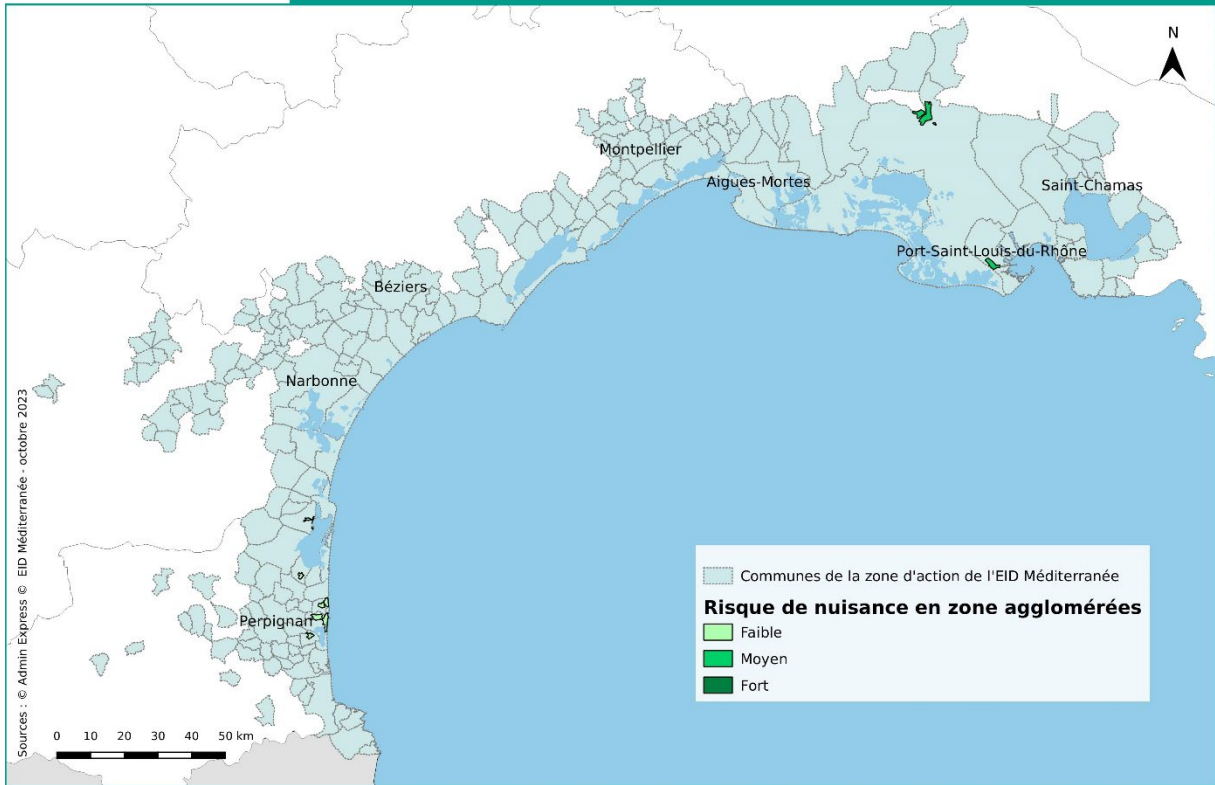 N
Montpellier
Aigues-Mortes
Saint-Chamas
Port-Saint-Louis-du-Rhône
Béziers
Narbonne
Perpignan
Communes de la zone d'action de l'EID Méditerranée
Risque de nuisance en zone agglomérées
Faible
Moyen
Fort
0 10 20 30 40 50 km
Sources : © Admin Express © EID Méditerranée - octobre 2023